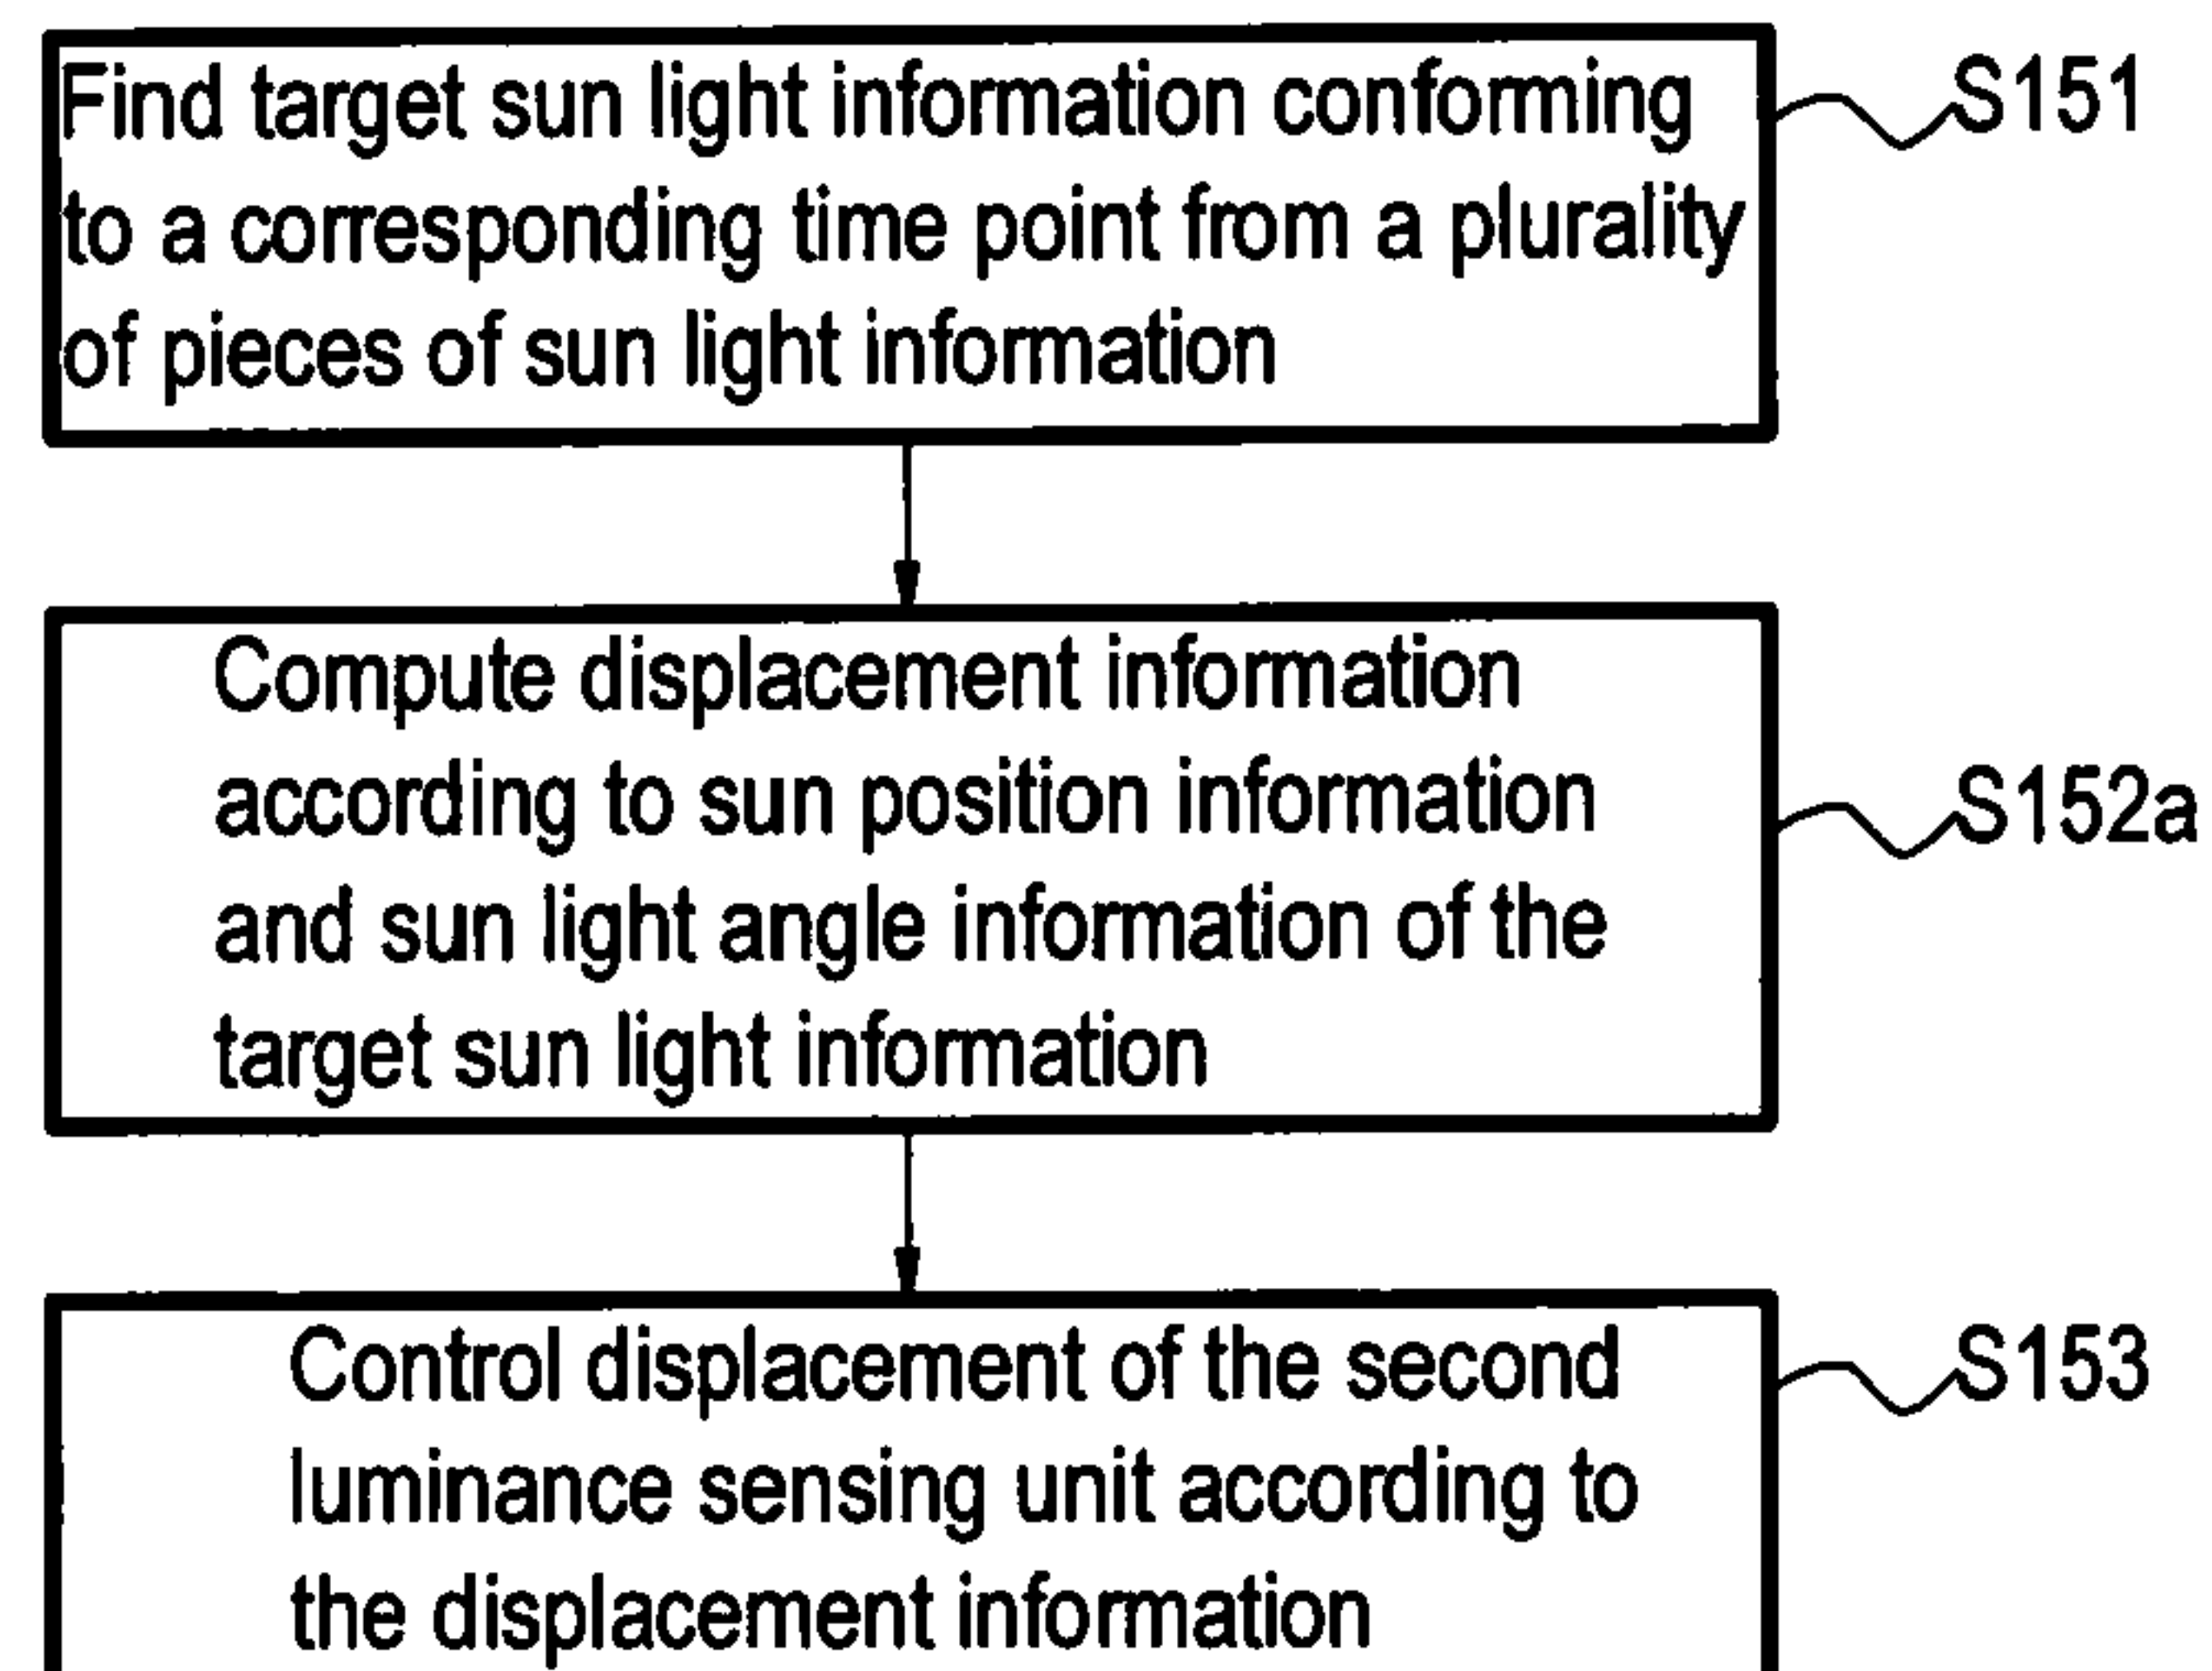 Find target sun light information conforming
S151
to a corresponding time point from a plurality
of pieces of sun light information
Compute displacement information
according to sun position information
S152a
and sun light angle information of the
target sun light information
Control displacement of the second
S153
luminance sensing unit according to
the displacement information